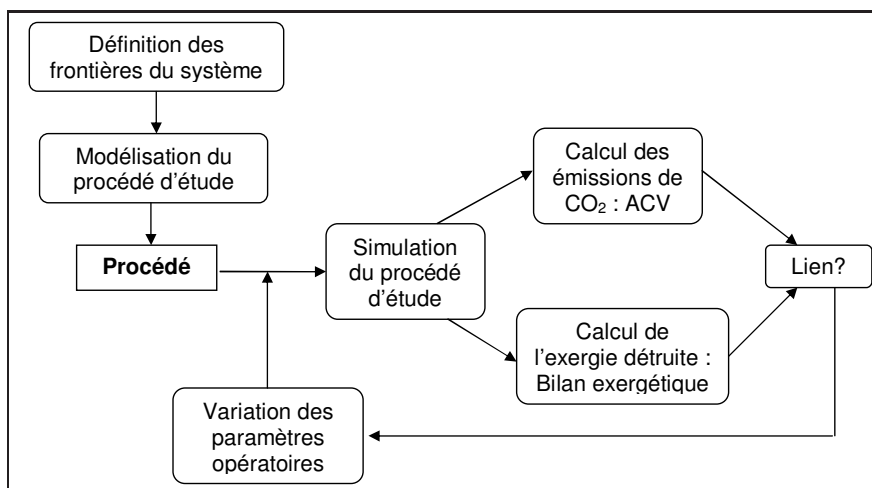 Définition des
frontières du système
Modélisation du
procédé d'étude
Procédé
Simulation
du procédé
d'étude
Calcul des
émissions de
CO₂ : ACV
Calcul de
l'exergie détruite :
Bilan exergétique
Lien?
Variation des
paramètres
opératoires